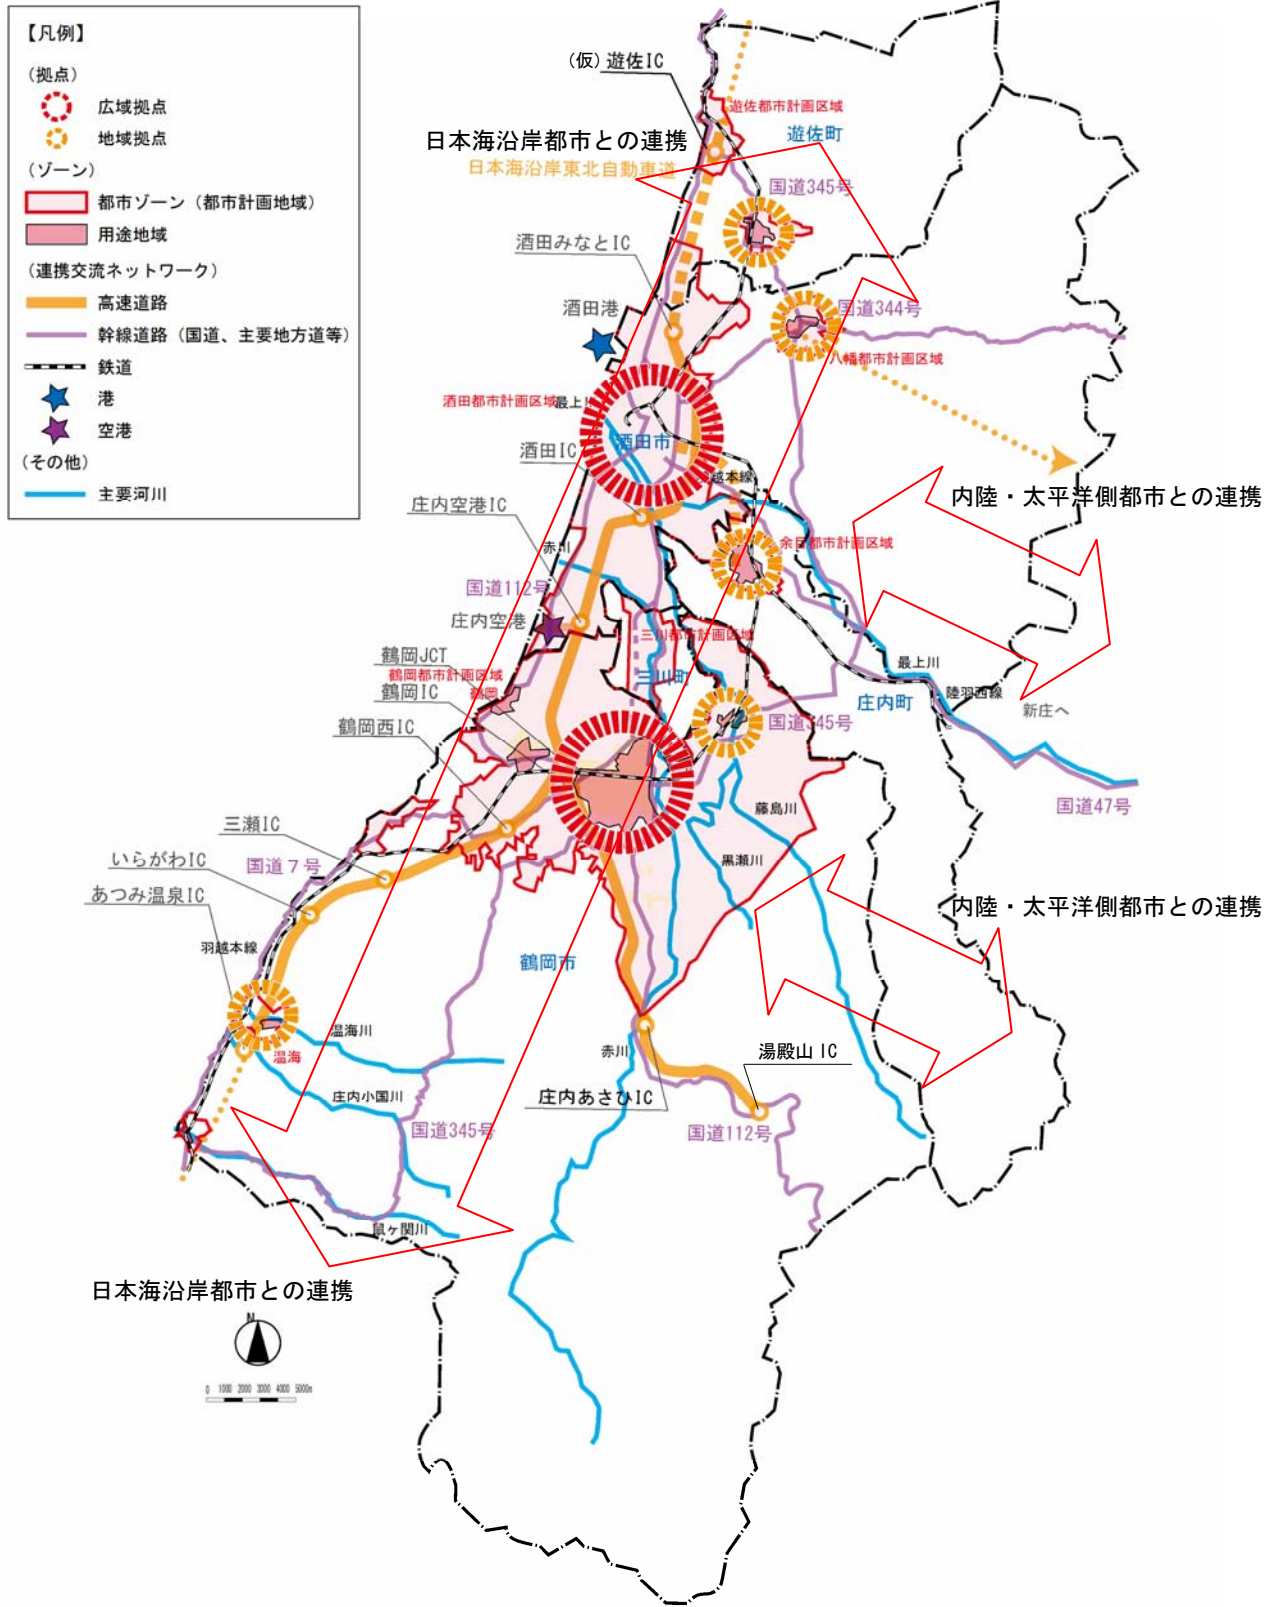 【凡例】
（拠点）
広域拠点
地域拠点
（ゾーン）
都市ゾーン（都市計画地域）
用途地域
（連携交流ネットワーク）
高速道路
幹線道路（国道、主要地方道等）
鉄道
港
空港
（その他）
主要河川
（仮）遊佐IC
遊佐都市計画区域
遊佐町
日本海沿岸都市との連携
日本海沿岸東北自動車道
国道345号
酒田みなとIC
酒田港
国道344号
八幡都市計画区域
酒田都市計画区域
最上
酒田市
酒田IC
越本線
内陸・太平洋側都市との連携
庄内空港IC
赤川
余目都市計画区域
国道112号
庄内空港
三川都市計画区域
鶴岡JCT
鶴岡都市計画区域
三川町
最上川
鶴岡IC
鶴岡
陸羽西線
庄内町
新庄へ
鶴岡西IC
国道345号
国道47号
藤島川
三瀬IC
黒瀬川
いらがわIC
国道７号
あつみ温泉IC
内陸・太平洋側都市との連携
羽越本線
鶴岡市
温海川
温海
赤川
湯殿山 IC
庄内小国川
庄内あさひIC
国道345号
国道112号
鼠ヶ関川
日本海沿岸都市との連携
N
0 1000 2000 3000 4000 5000m